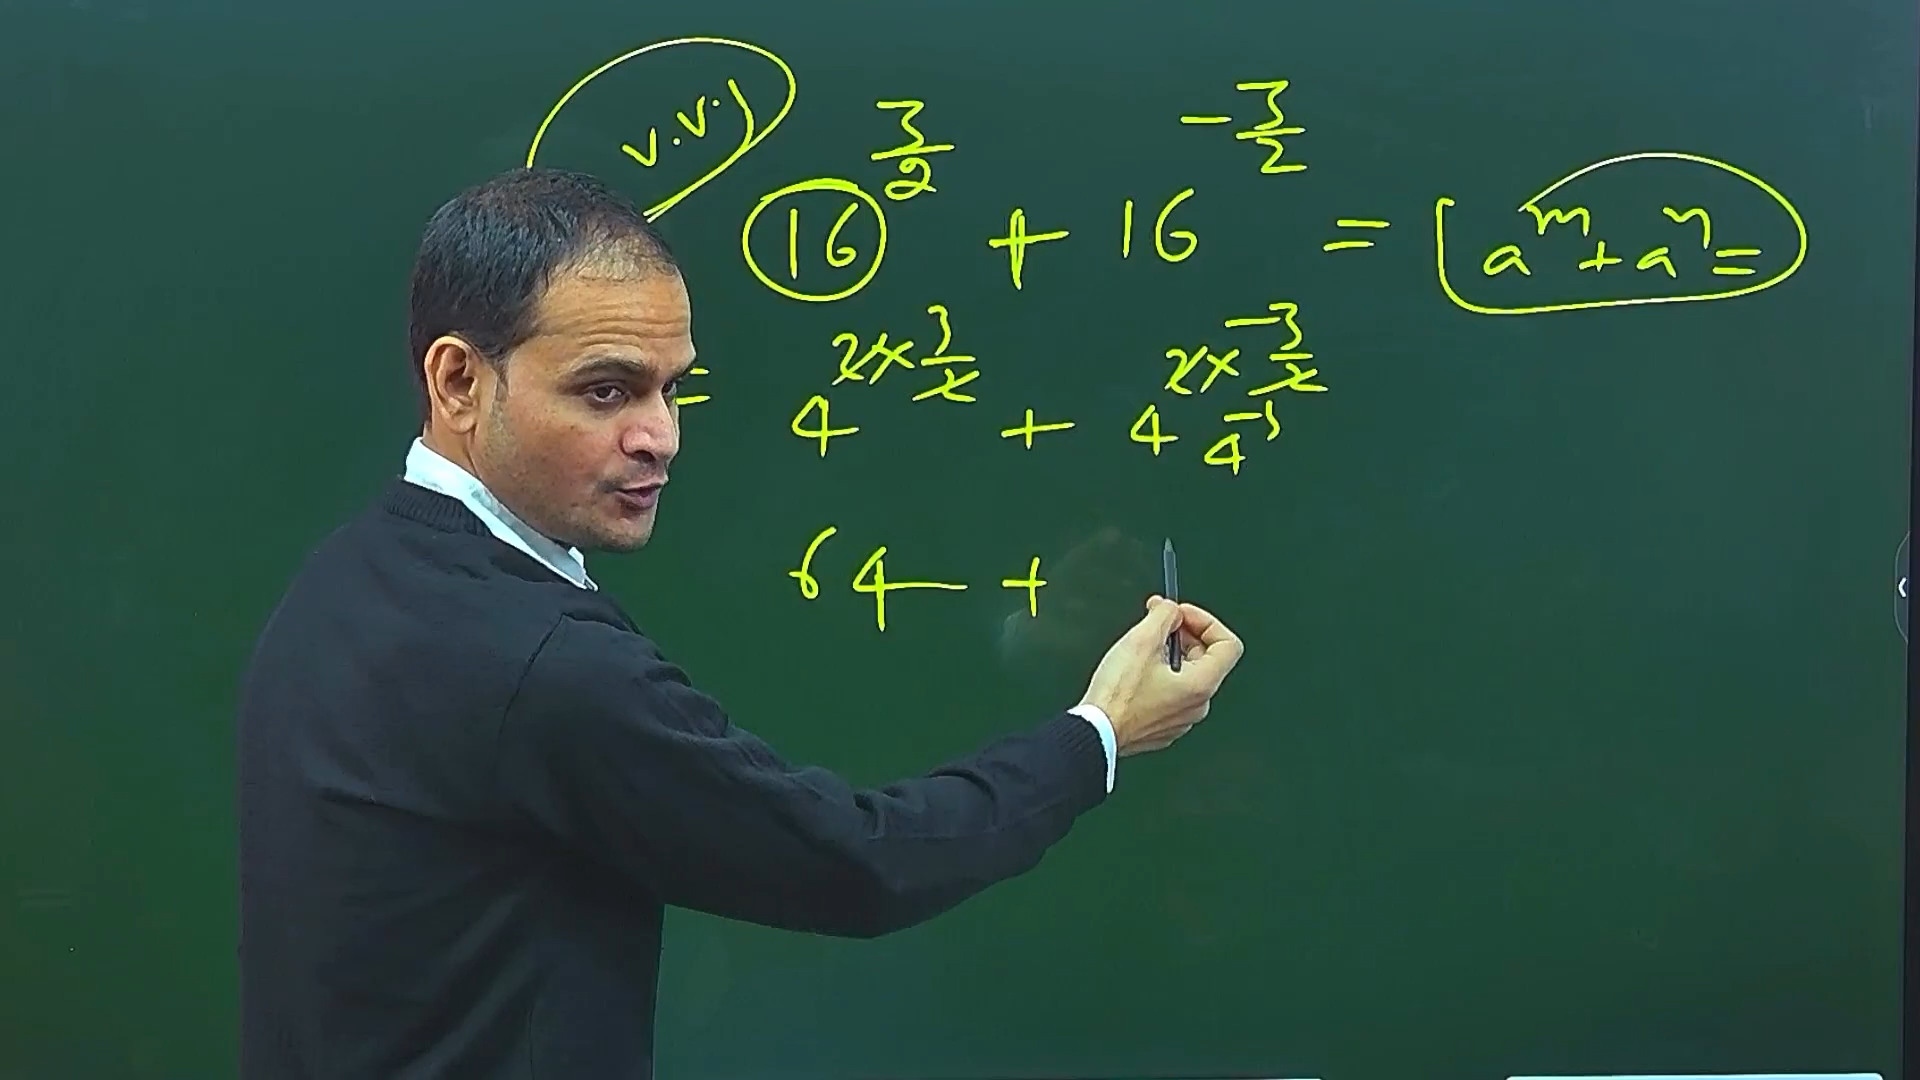 v.v)
16^{3/2} + 16^{-3/2} = [a^m + a^n =
= 4^{2×3/2} + 4^{2×-3/2}
4^{-3}
64 +